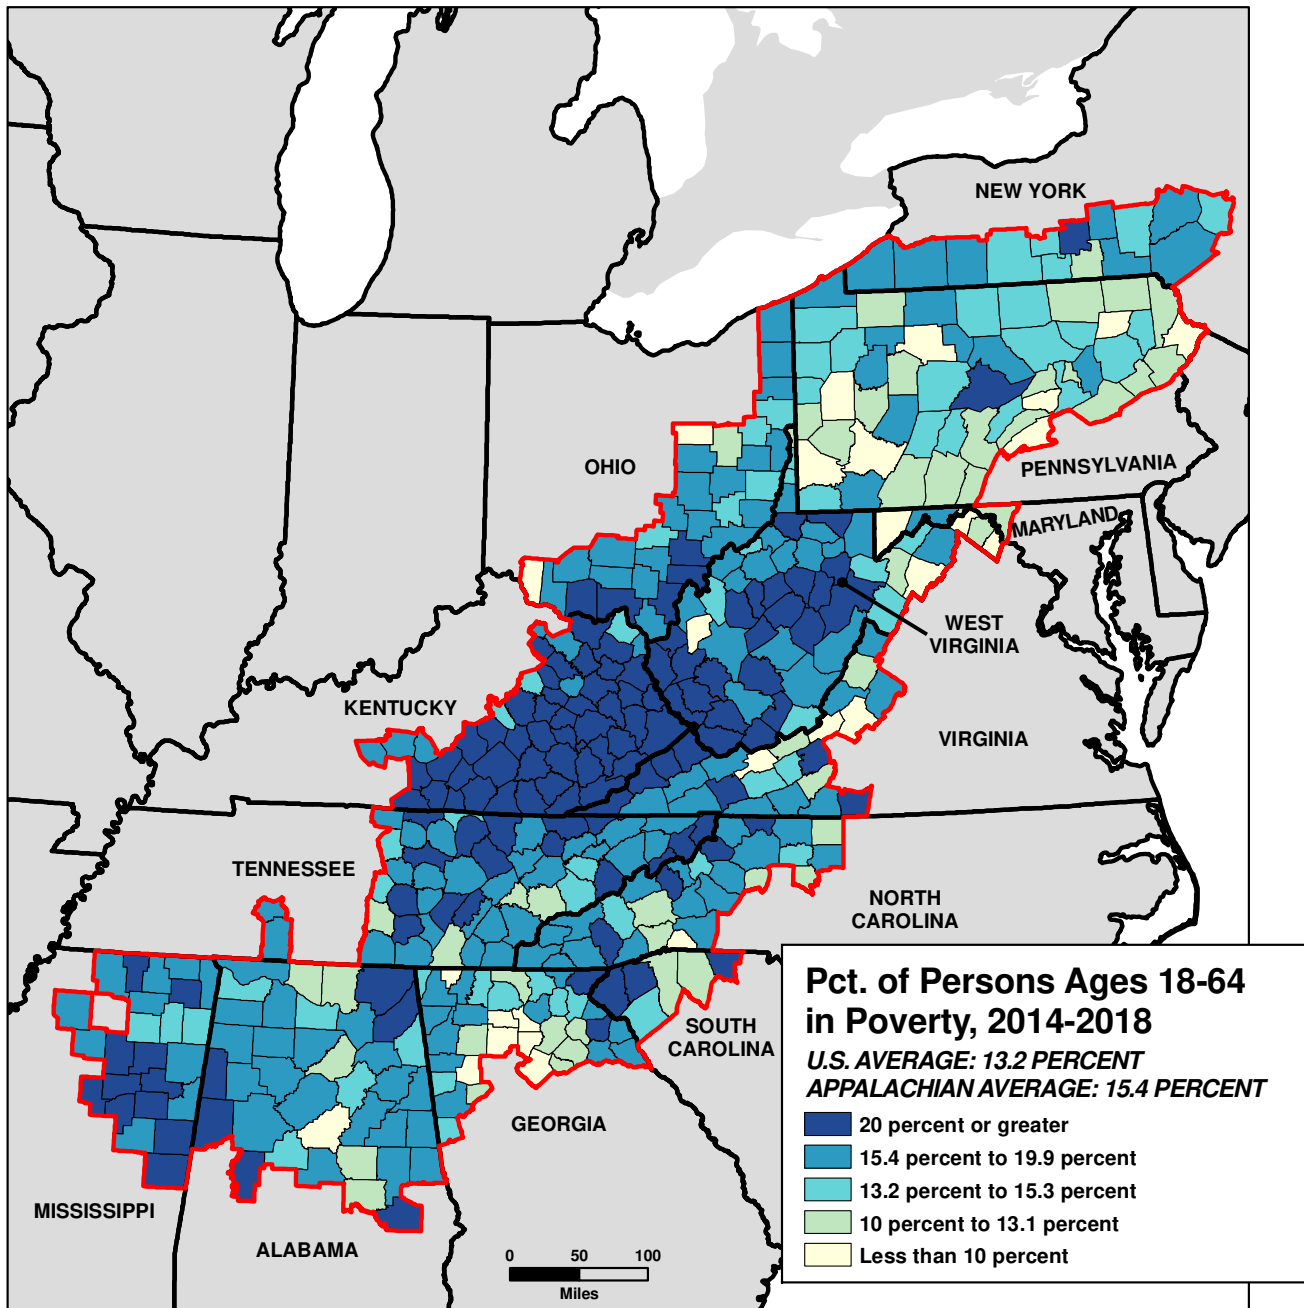 NEW YORK
OHIO
PENNSYLVANIA
MARYLAND
WEST
VIRGINIA
KENTUCKY
VIRGINIA
TENNESSEE
NORTH
CAROLINA
SOUTH
CAROLINA
GEORGIA
MISSISSIPPI
ALABAMA
0 50 100
Miles
Pct. of Persons Ages 18-64
in Poverty, 2014-2018
U.S. AVERAGE: 13.2 PERCENT
APPALACHIAN AVERAGE: 15.4 PERCENT
20 percent or greater
15.4 percent to 19.9 percent
13.2 percent to 15.3 percent
10 percent to 13.1 percent
Less than 10 percent